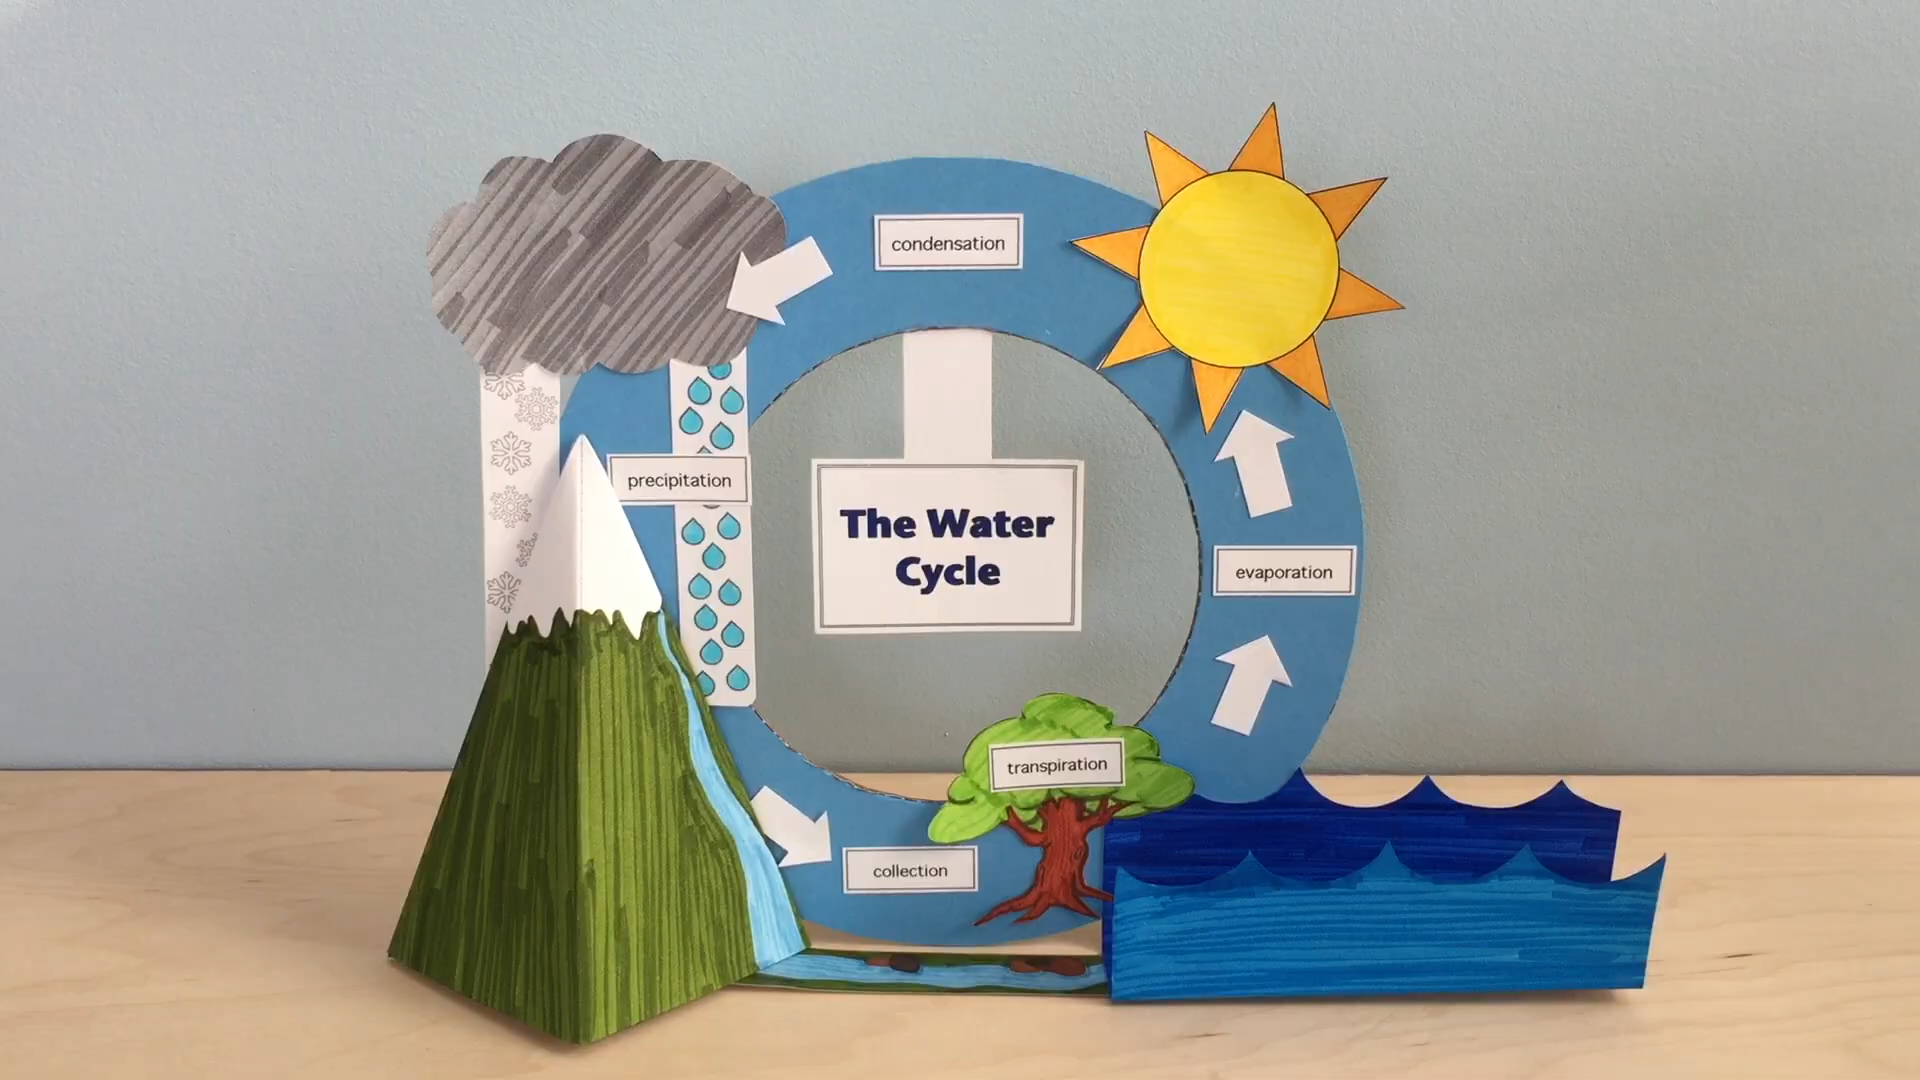 condensation
precipitation
The Water
Cycle
evaporation
transpiration
collection